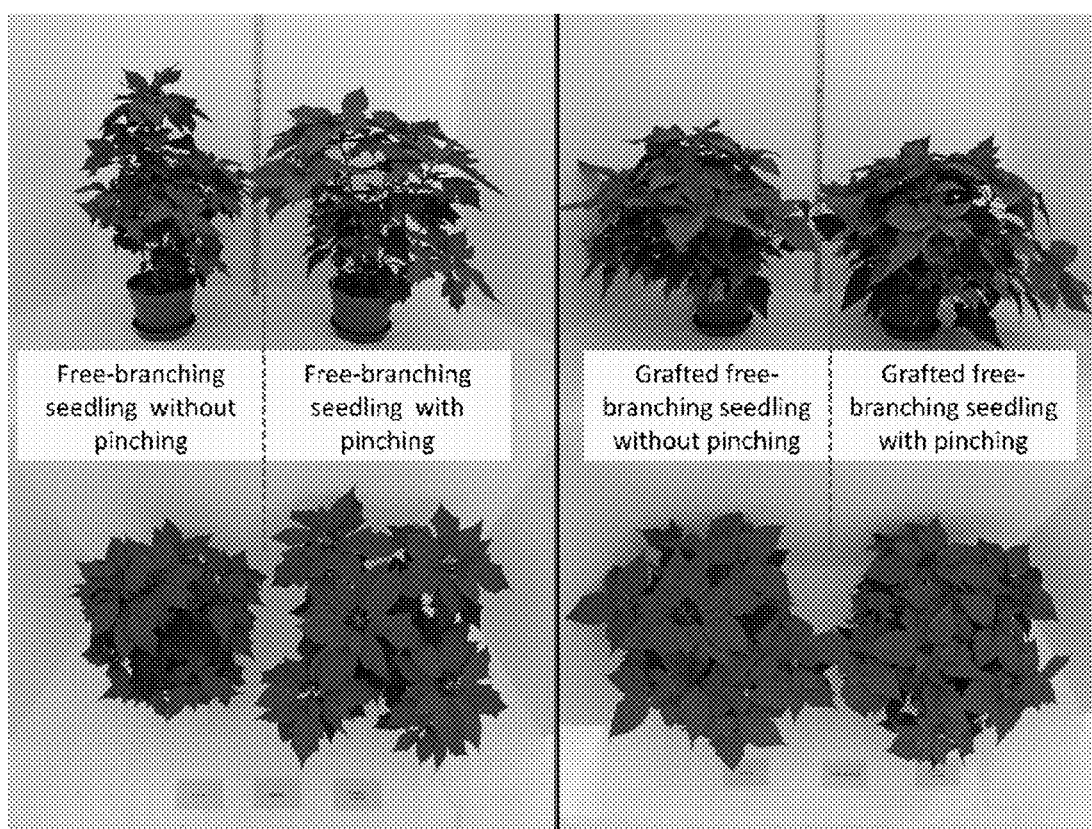 Free-branching
seedling without
pinching
Free-branching
seedling with
pinching
Grafted free-
branching seedling
without pinching
Grafted free-
branching seedling
with pinching